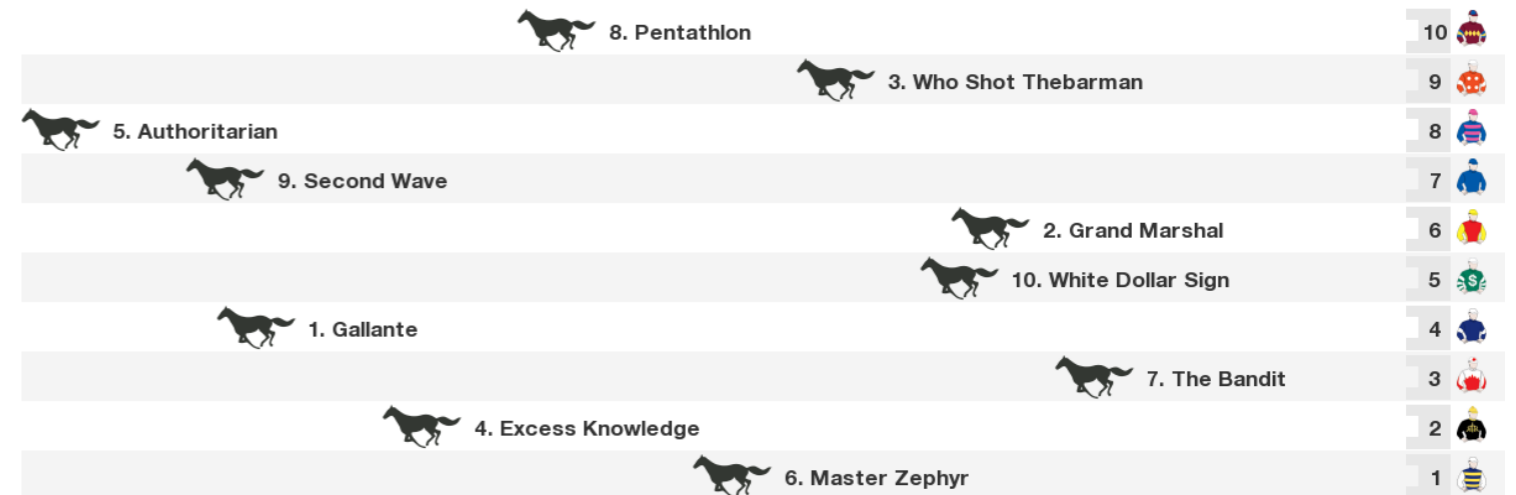 8. Pentathlon 10
3. Who Shot Thebarman 9
5. Authoritarian 8
9. Second Wave 7
2. Grand Marshal 6
10. White Dollar Sign 5 $
1. Gallante 4
7. The Bandit 3
4. Excess Knowledge 2
6. Master Zephyr 1